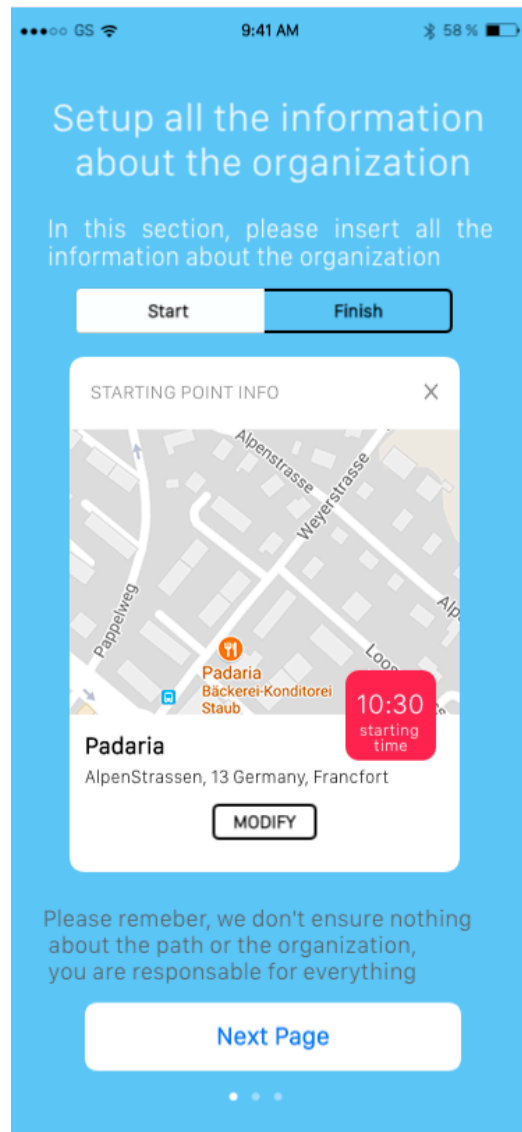 GS 9:41 AM 58 %
Setup all the information
about the organization
In this section, please insert all the
information about the organization
Start Finish
STARTING POINT INFO X
Alpenstrasse
Weyerstrasse
Pappelweg
Alp
Loos
Padaria
Bäckerei-Konditorei
Staub
10:30
starting
time
Padaria
AlpenStrassen, 13 Germany, Francfort
MODIFY
Please remeber, we don't ensure nothing
about the path or the organization,
you are responsable for everything
Next Page